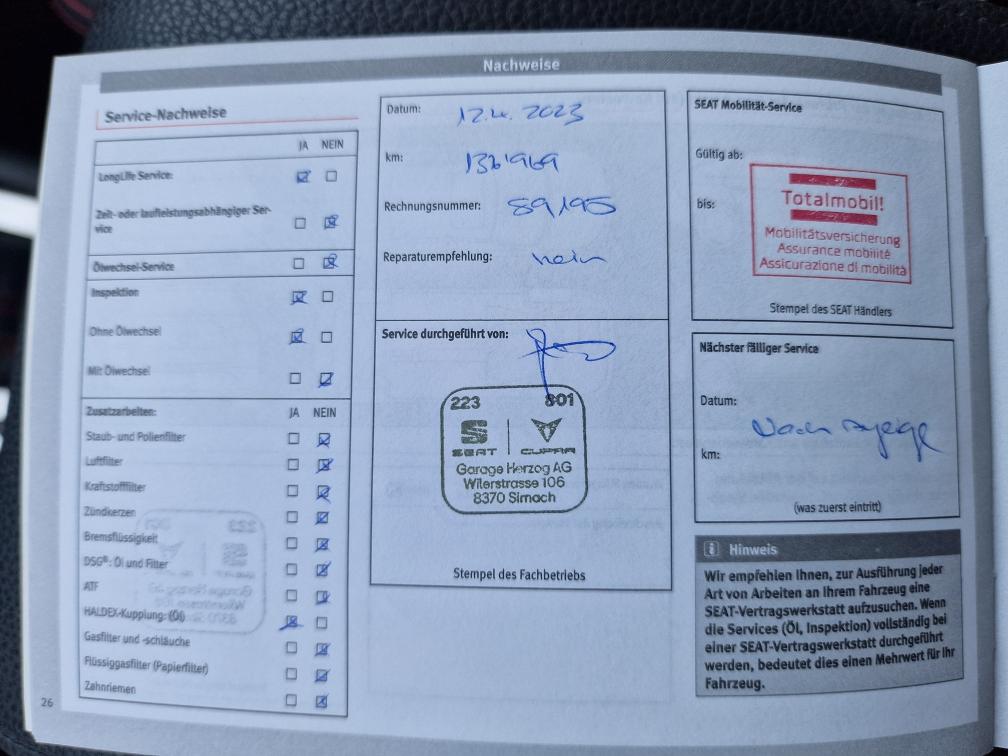 Nachweise
Service-Nachweise
JA NEIN
LongLife Service:
Zeit- oder laufleistungsabhängiger Ser-
vice
Ölwechsel-Service
Inspektion
Ohne Ölwechsel
Mit Ölwechsel
Zusatzarbeiten: JA NEIN
Staub- und Pollenfilter
Luftfilter
Kraftstofffilter
Zündkerzen
Bremsflüssigkeit
DSG®: Öl und Filter
ATF
HALDEX-Kupplung: (Öl)
Gasfilter und -schläuche
Flüssiggasfilter (Papierfilter)
Zahnriemen
26
Datum: 12.4. 2023
km: 136'969
Rechnungsnummer: 89195
Reparaturempfehlung: nein
Service durchgeführt von:
223 801
SEAT CUPRA
Garage Herzog AG
Wilerstrasse 106
8370 Sirnach
Stempel des Fachbetriebs
SEAT Mobilität-Service
Gültig ab:
bis:
Totalmobil!
Mobilitätsversicherung
Assurance mobilité
Assicurazione di mobilità
Stempel des SEAT Händlers
Nächster fälliger Service
Datum:
Nach
km:
(was zuerst eintritt)
i Hinweis
Wir empfehlen Ihnen, zur Ausführung jeder
Art von Arbeiten an Ihrem Fahrzeug eine
SEAT-Vertragswerkstatt aufzusuchen. Wenn
die Services (Öl, Inspektion) vollständig bei
einer SEAT-Vertragswerkstatt durchgeführt
werden, bedeutet dies einen Mehrwert für Ihr
Fahrzeug.